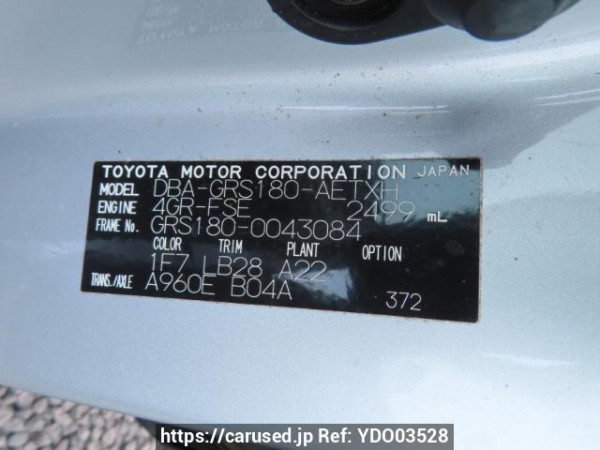 TOYOTA MOTOR CORPORATION JAPAN
MODEL DBA-GRS180-AETXH
ENGINE 4GR-FSE 2499 mL
FRAME No. GRS180-0043084
COLOR TRIM PLANT OPTION
1F7 LB28 A22
TRANS./AXLE A960E B04A
372
https://carused.jp Ref: YDO03528